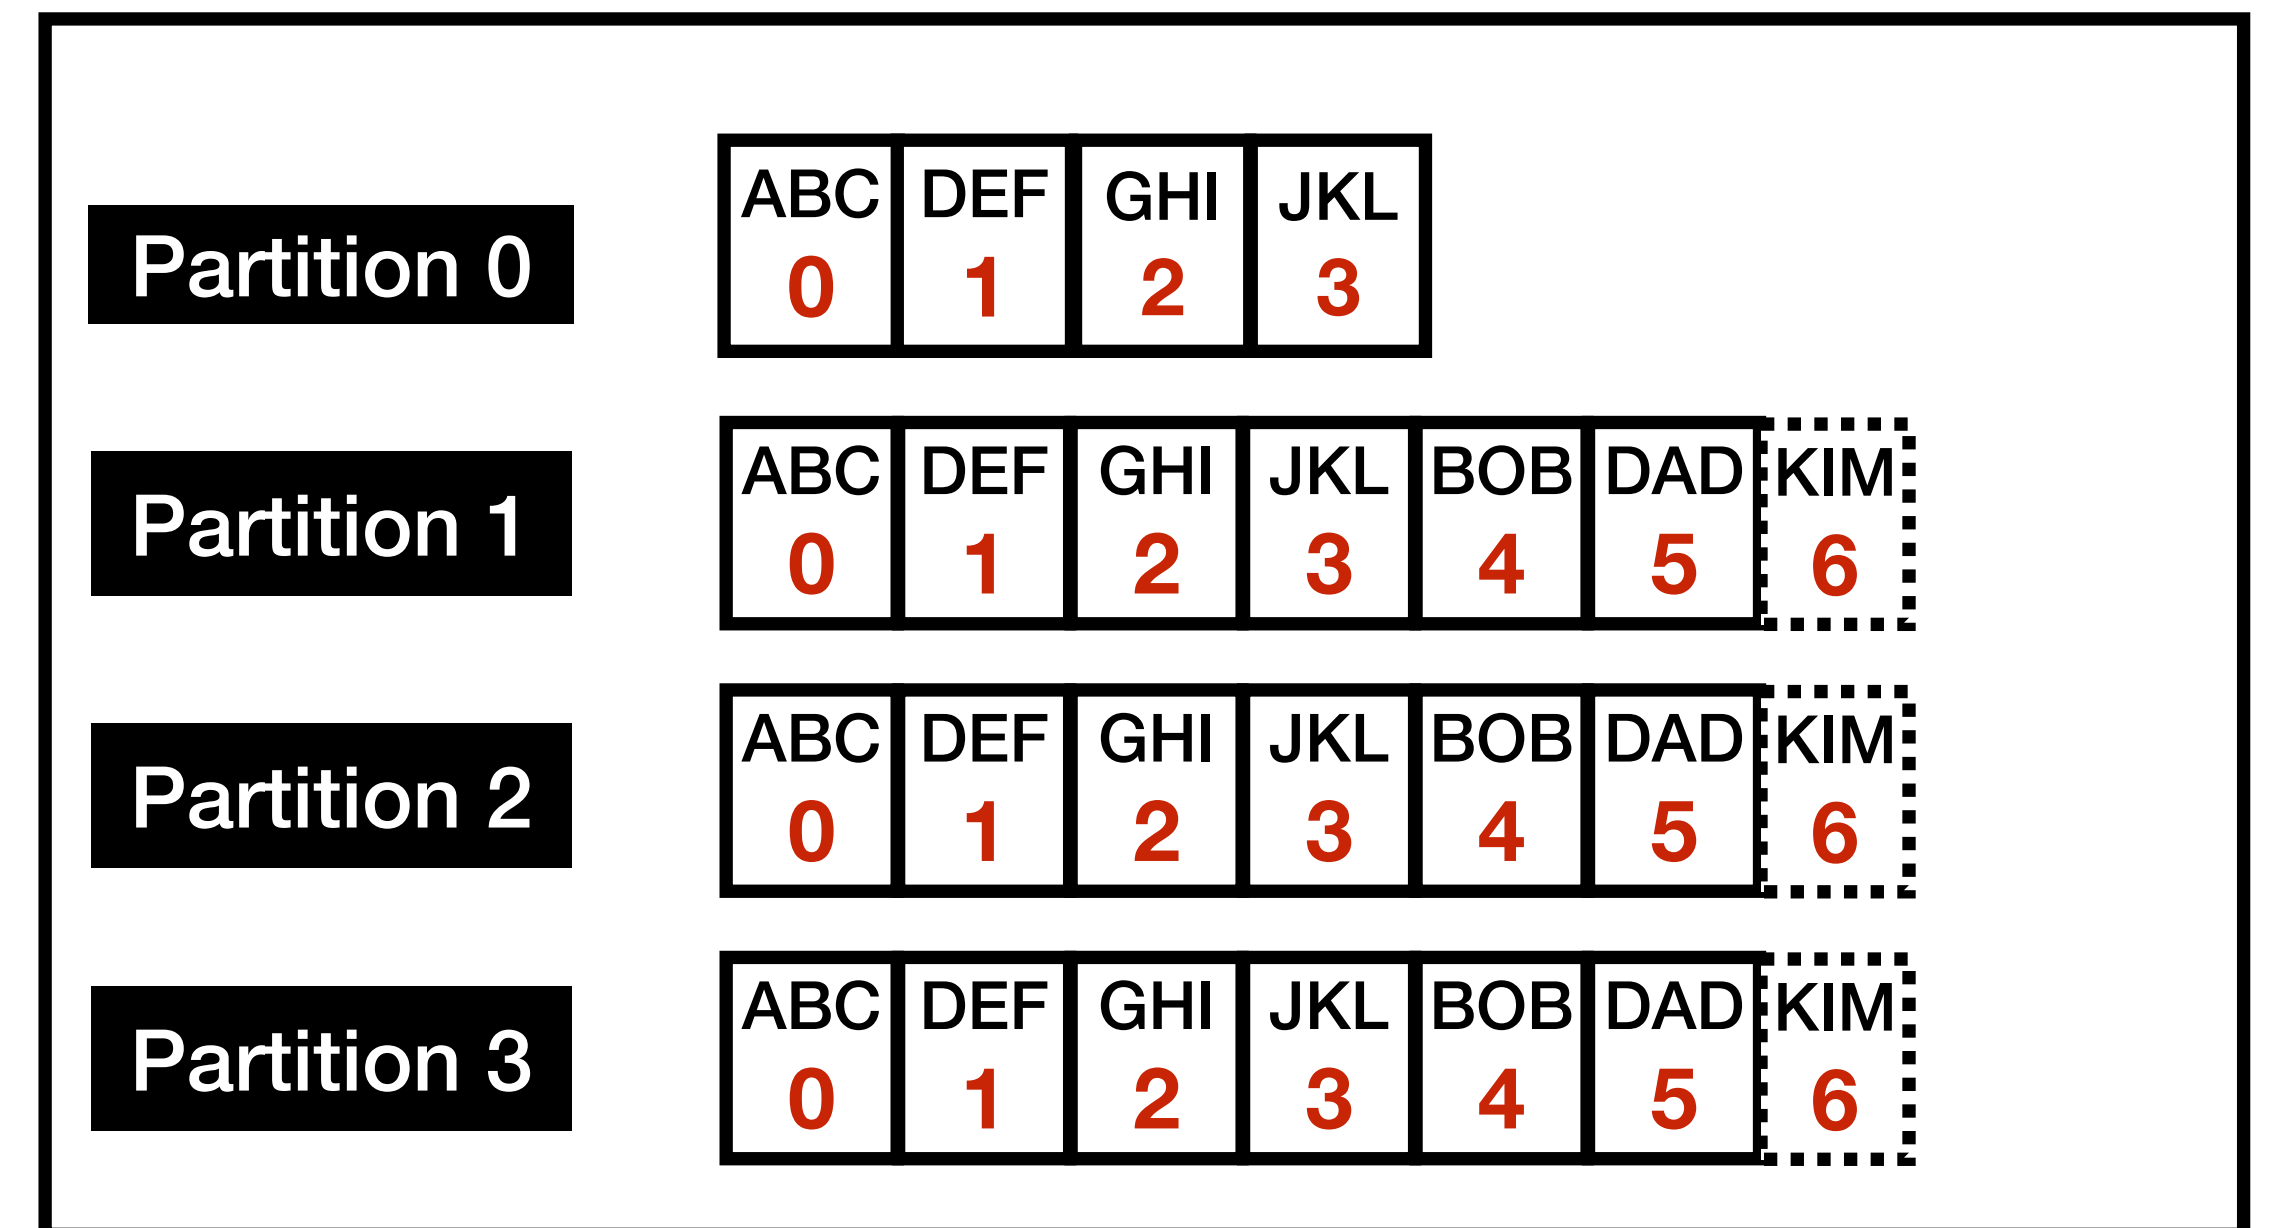 Partition 0
ABC DEF GHI JKL
0 1 2 3
Partition 1
ABC DEF GHI JKL BOB DAD KIM
0 1 2 3 4 5 6
Partition 2
ABC DEF GHI JKL BOB DAD KIM
0 1 2 3 4 5 6
Partition 3
ABC DEF GHI JKL BOB DAD KIM
0 1 2 3 4 5 6